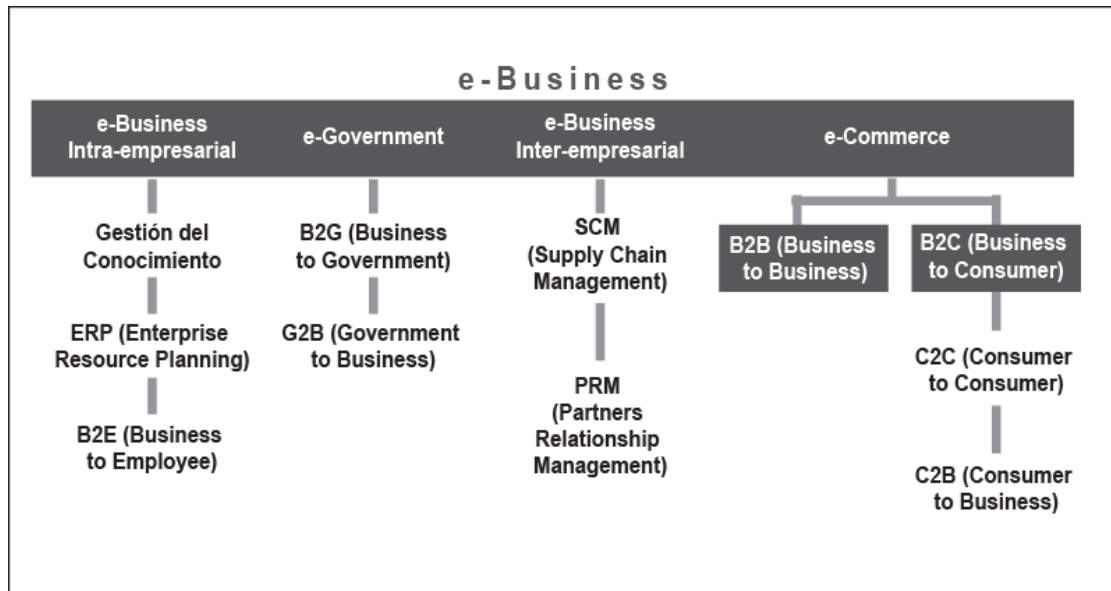 e-Business
e-Business
Intra-empresarial
e-Government
e-Business
Inter-empresarial
e-Commerce
Gestión del
Conocimiento
ERP (Enterprise
Resource Planning)
B2E (Business
to Employee)
B2G (Business
to Government)
G2B (Government
to Business)
SCM
(Supply Chain
Management)
PRM
(Partners
Relationship
Management)
B2B (Business
to Business)
B2C (Business
to Consumer)
C2C (Consumer
to Consumer)
C2B (Consumer
to Business)